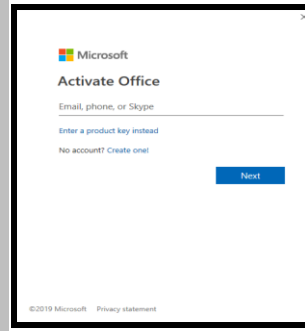 Microsoft
Activate Office
Email, phone, or Skype
Enter a product key instead
No account? Create one!
Next
©2019 Microsoft Privacy statement